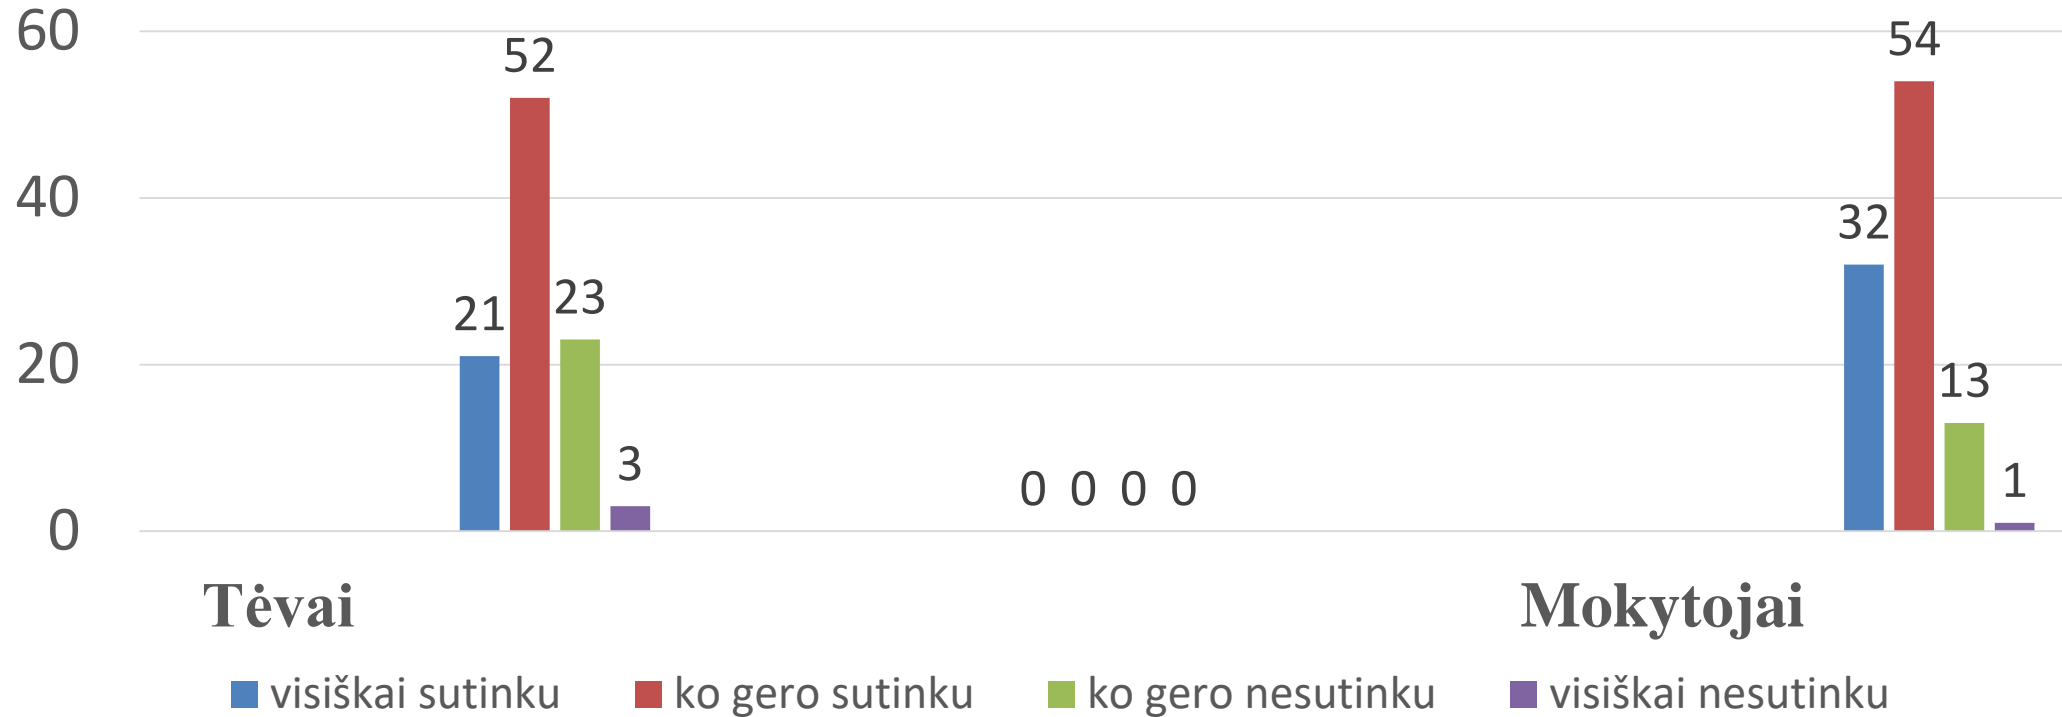 60
52
54
40
32
21
23
20
13
3
0 0 0 0
1
0
Tėvai
Mokytojai
visiškai sutinku
ko gero sutinku
ko gero nesutinku
visiškai nesutinku